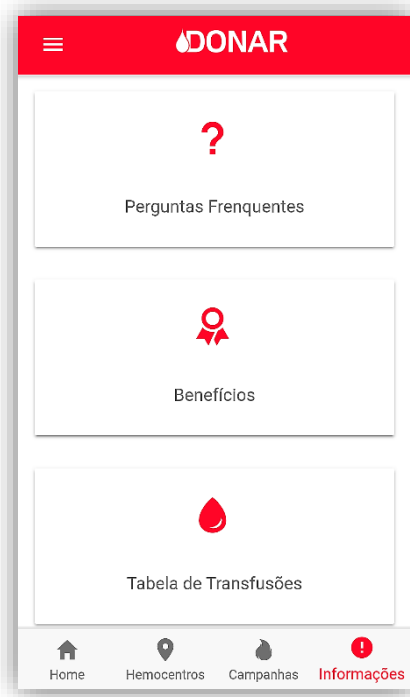 DONAR
Perguntas Frenquentes
Benefícios
Tabela de Transfusões
Home Hemocentros Campanhas Informações